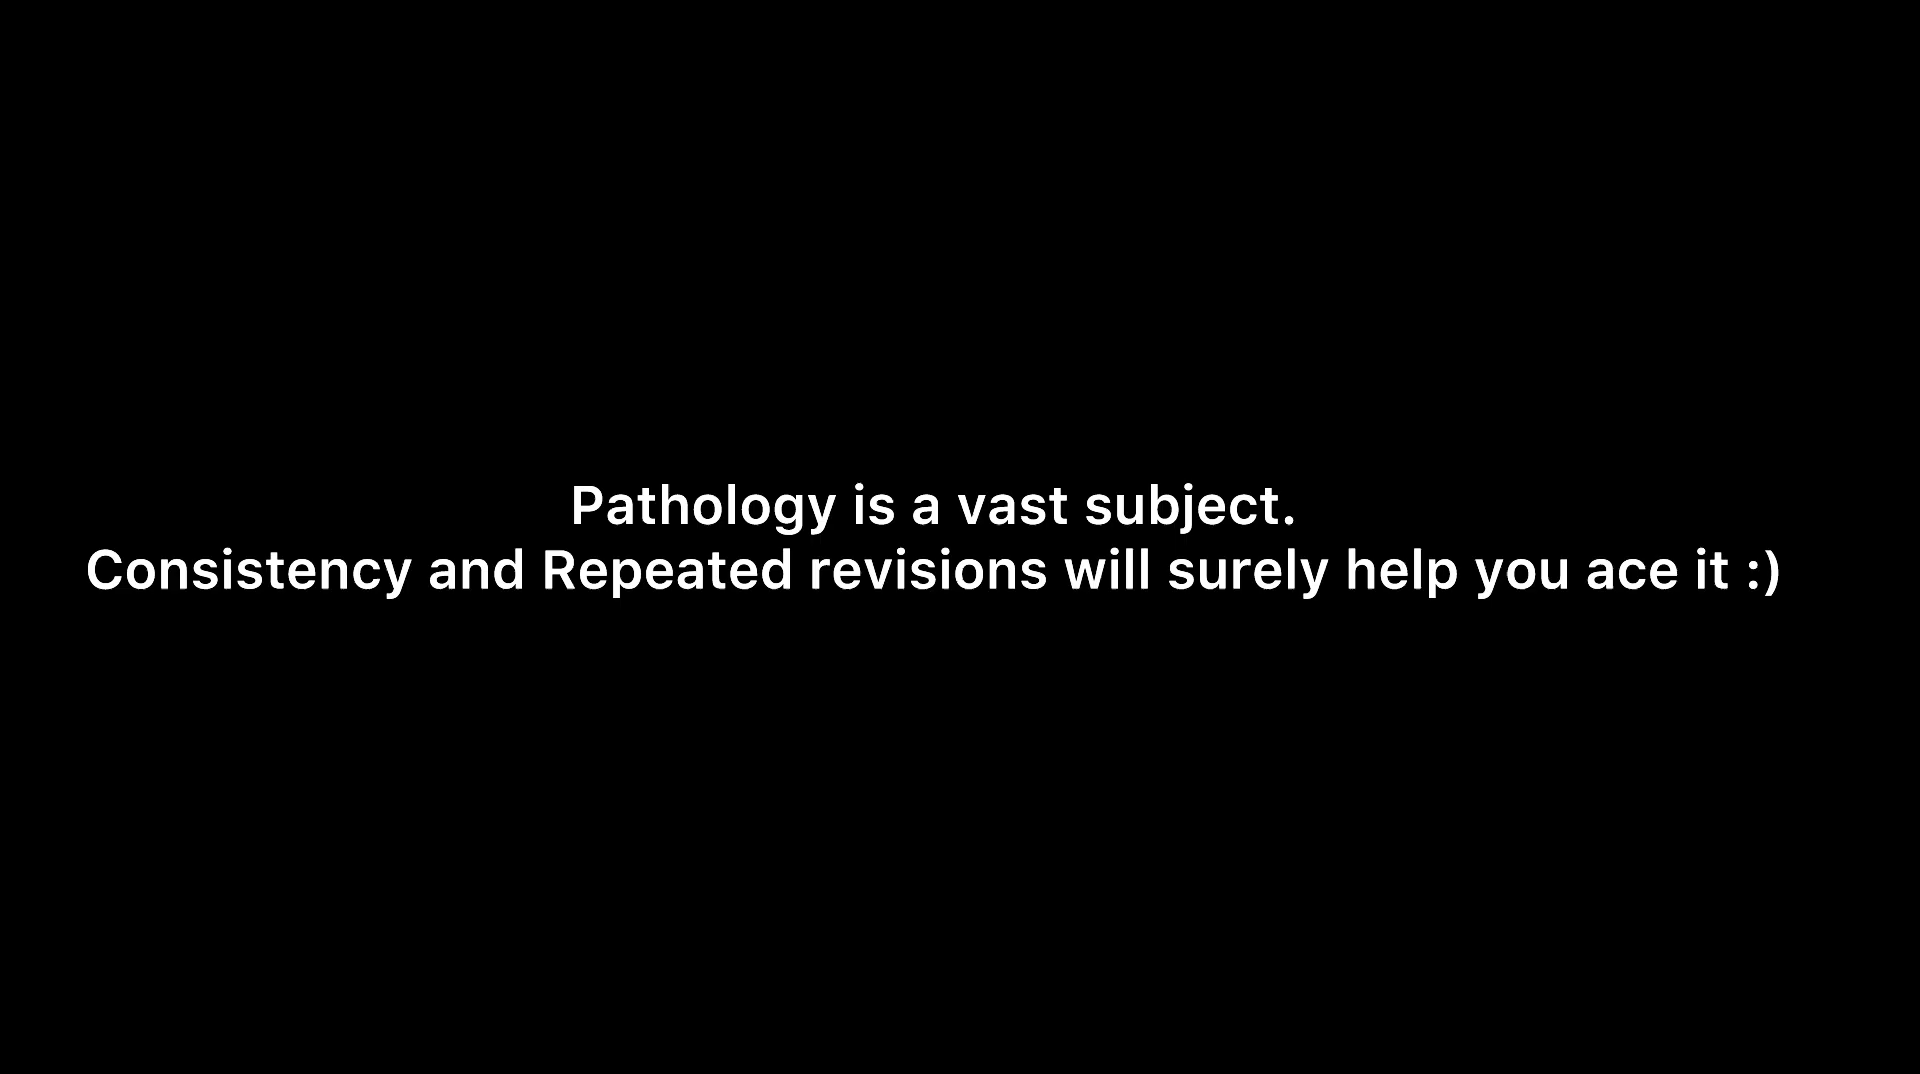 Pathology is a vast subject.
Consistency and Repeated revisions will surely help you ace it :)